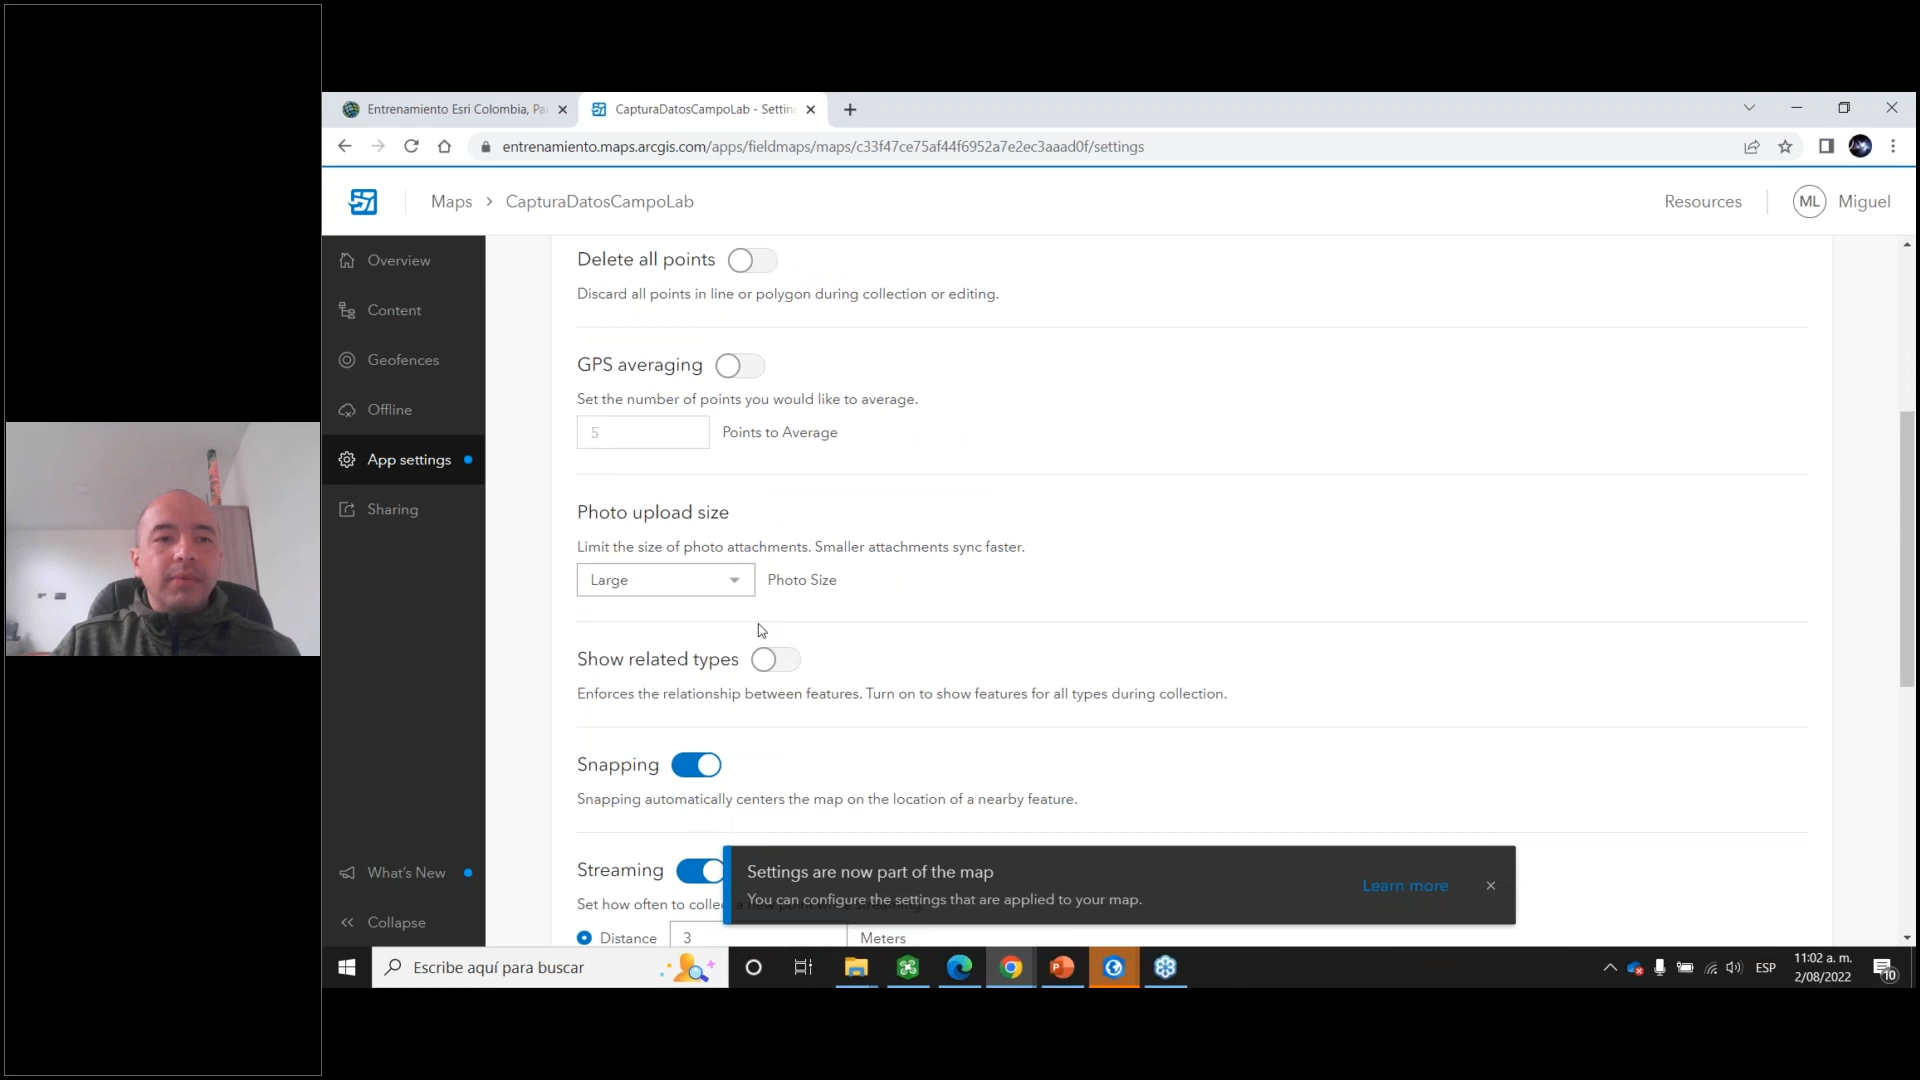 Entrenamiento Esri Colombia, Pa
CapturaDatosCampoLab - Settin
entrenamiento.maps.arcgis.com/apps/fieldmaps/maps/c33f47ce75af44f6952a7e2ec3aaad0f/settings
Maps > CapturaDatosCampoLab
Resources
ML Miguel
Overview
Content
Geofences
Offline
App settings
Sharing
What's New
Collapse
Delete all points
Discard all points in line or polygon during collection or editing.
GPS averaging
Set the number of points you would like to average.
5 Points to Average
Photo upload size
Limit the size of photo attachments. Smaller attachments sync faster.
Large Photo Size
Show related types
Enforces the relationship between features. Turn on to show features for all types during collection.
Snapping
Snapping automatically centers the map on the location of a nearby feature.
Streaming
Set how often to collect a new point while streaming.
Distance 3 Meters
Settings are now part of the map
You can configure the settings that are applied to your map.
Learn more
Escribe aquí para buscar
ESP
11:02 a. m.
2/08/2022
10